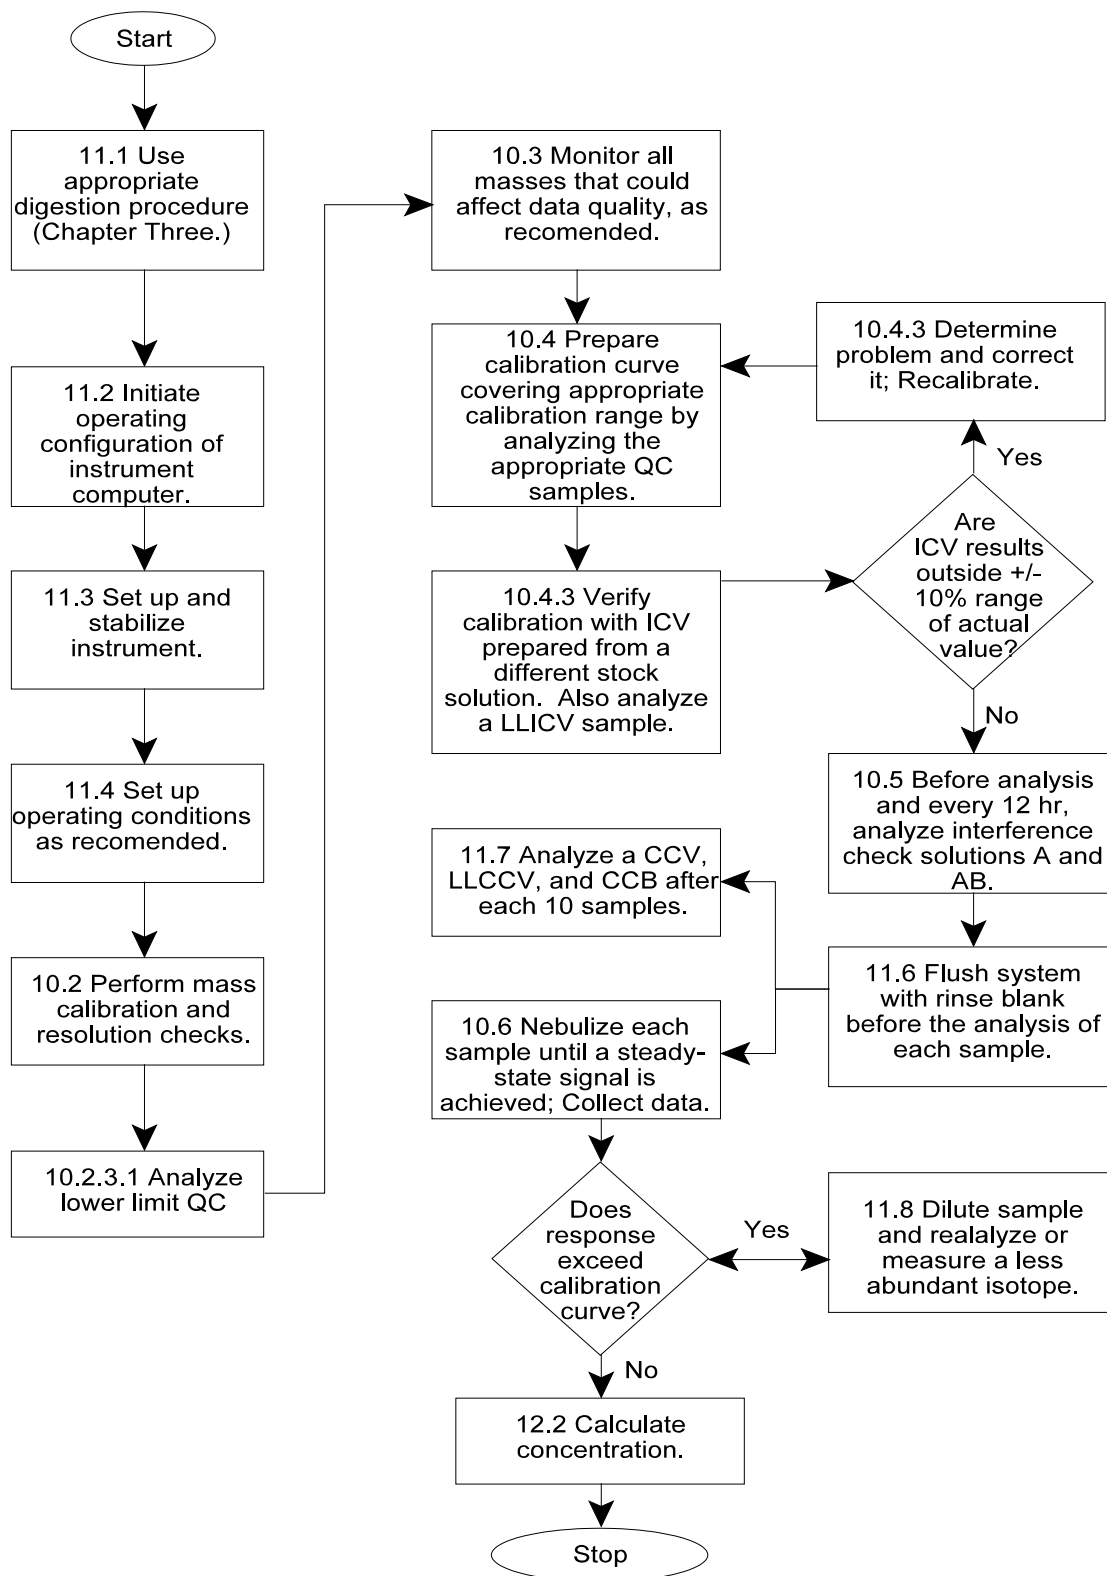 Start
11.1 Use
appropriate
digestion procedure
(Chapter Three.)
11.2 Initiate
operating
configuration of
instrument
computer.
11.3 Set up and
stabilize
instrument.
11.4 Set up
operating conditions
as recomended.
10.2 Perform mass
calibration and
resolution checks.
10.2.3.1 Analyze
lower limit QC
10.3 Monitor all
masses that could
affect data quality, as
recomended.
10.4 Prepare
calibration curve
covering appropriate
calibration range by
analyzing the
appropriate QC
samples.
10.4.3 Verify
calibration with ICV
prepared from a
different stock
solution.  Also analyze
a LLICV sample.
10.4.3 Determine
problem and correct
it; Recalibrate.
Yes
Are
ICV results
outside +/-
10% range
of actual
value?
No
10.5 Before analysis
and every 12 hr,
analyze interference
check solutions A and
AB.
11.6 Flush system
with rinse blank
before the analysis of
each sample.
11.7 Analyze a CCV,
LLCCV, and CCB after
each 10 samples.
10.6 Nebulize each
sample until a steady-
state signal is
achieved; Collect data.
Does
response
exceed
calibration
curve?
Yes
11.8 Dilute sample
and realalyze or
measure a less
abundant isotope.
No
12.2 Calculate
concentration.
Stop